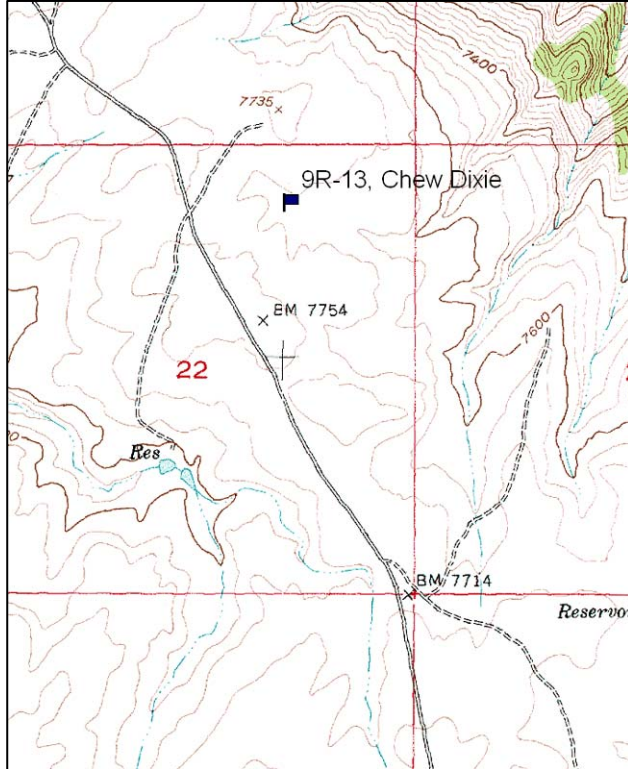 7400
7735
9R-13, Chew Dixie
BM 7754
7600
22
Res
BM 7714
Reservo